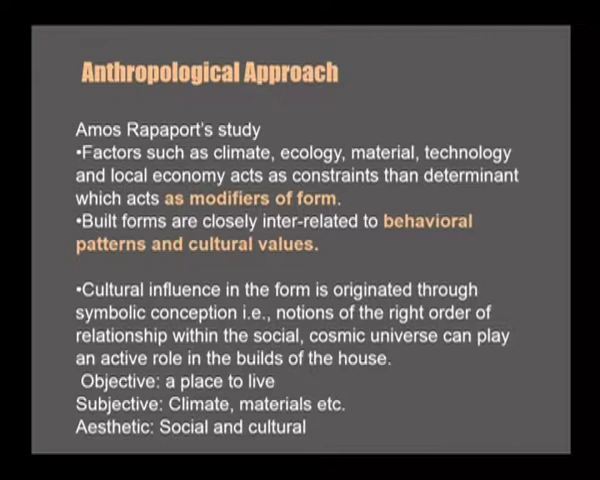 Anthropological Approach
Amos Rapaport's study
•Factors such as climate, ecology, material, technology
and local economy acts as constraints than determinant
which acts as modifiers of form.
•Built forms are closely inter-related to behavioral
patterns and cultural values.
•Cultural influence in the form is originated through
symbolic conception i.e., notions of the right order of
relationship within the social, cosmic universe can play
an active role in the builds of the house.
Objective: a place to live
Subjective: Climate, materials etc.
Aesthetic: Social and cultural